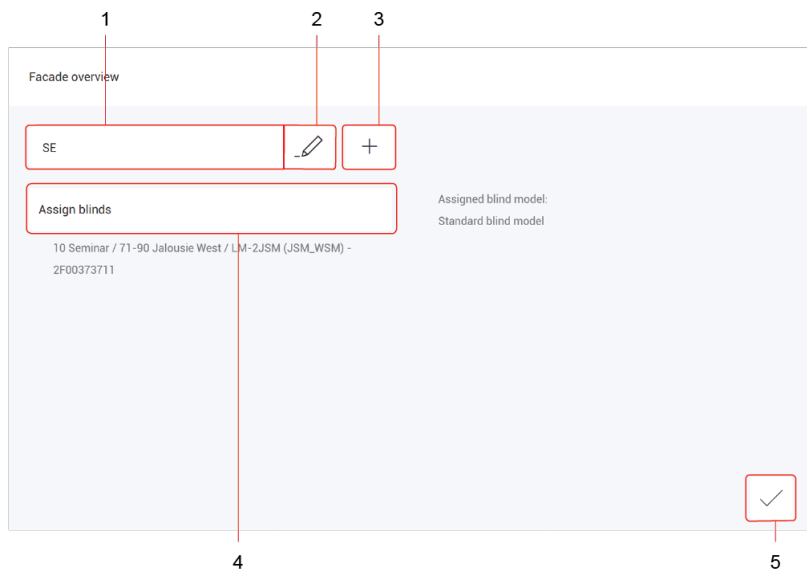 1 2 3
Facade overview
SE
Assign blinds
Assigned blind model:
Standard blind model
10 Seminar / 71-90 Jalousie West / LM-2JSM (JSM_WSM) -
2F00373711
4 5